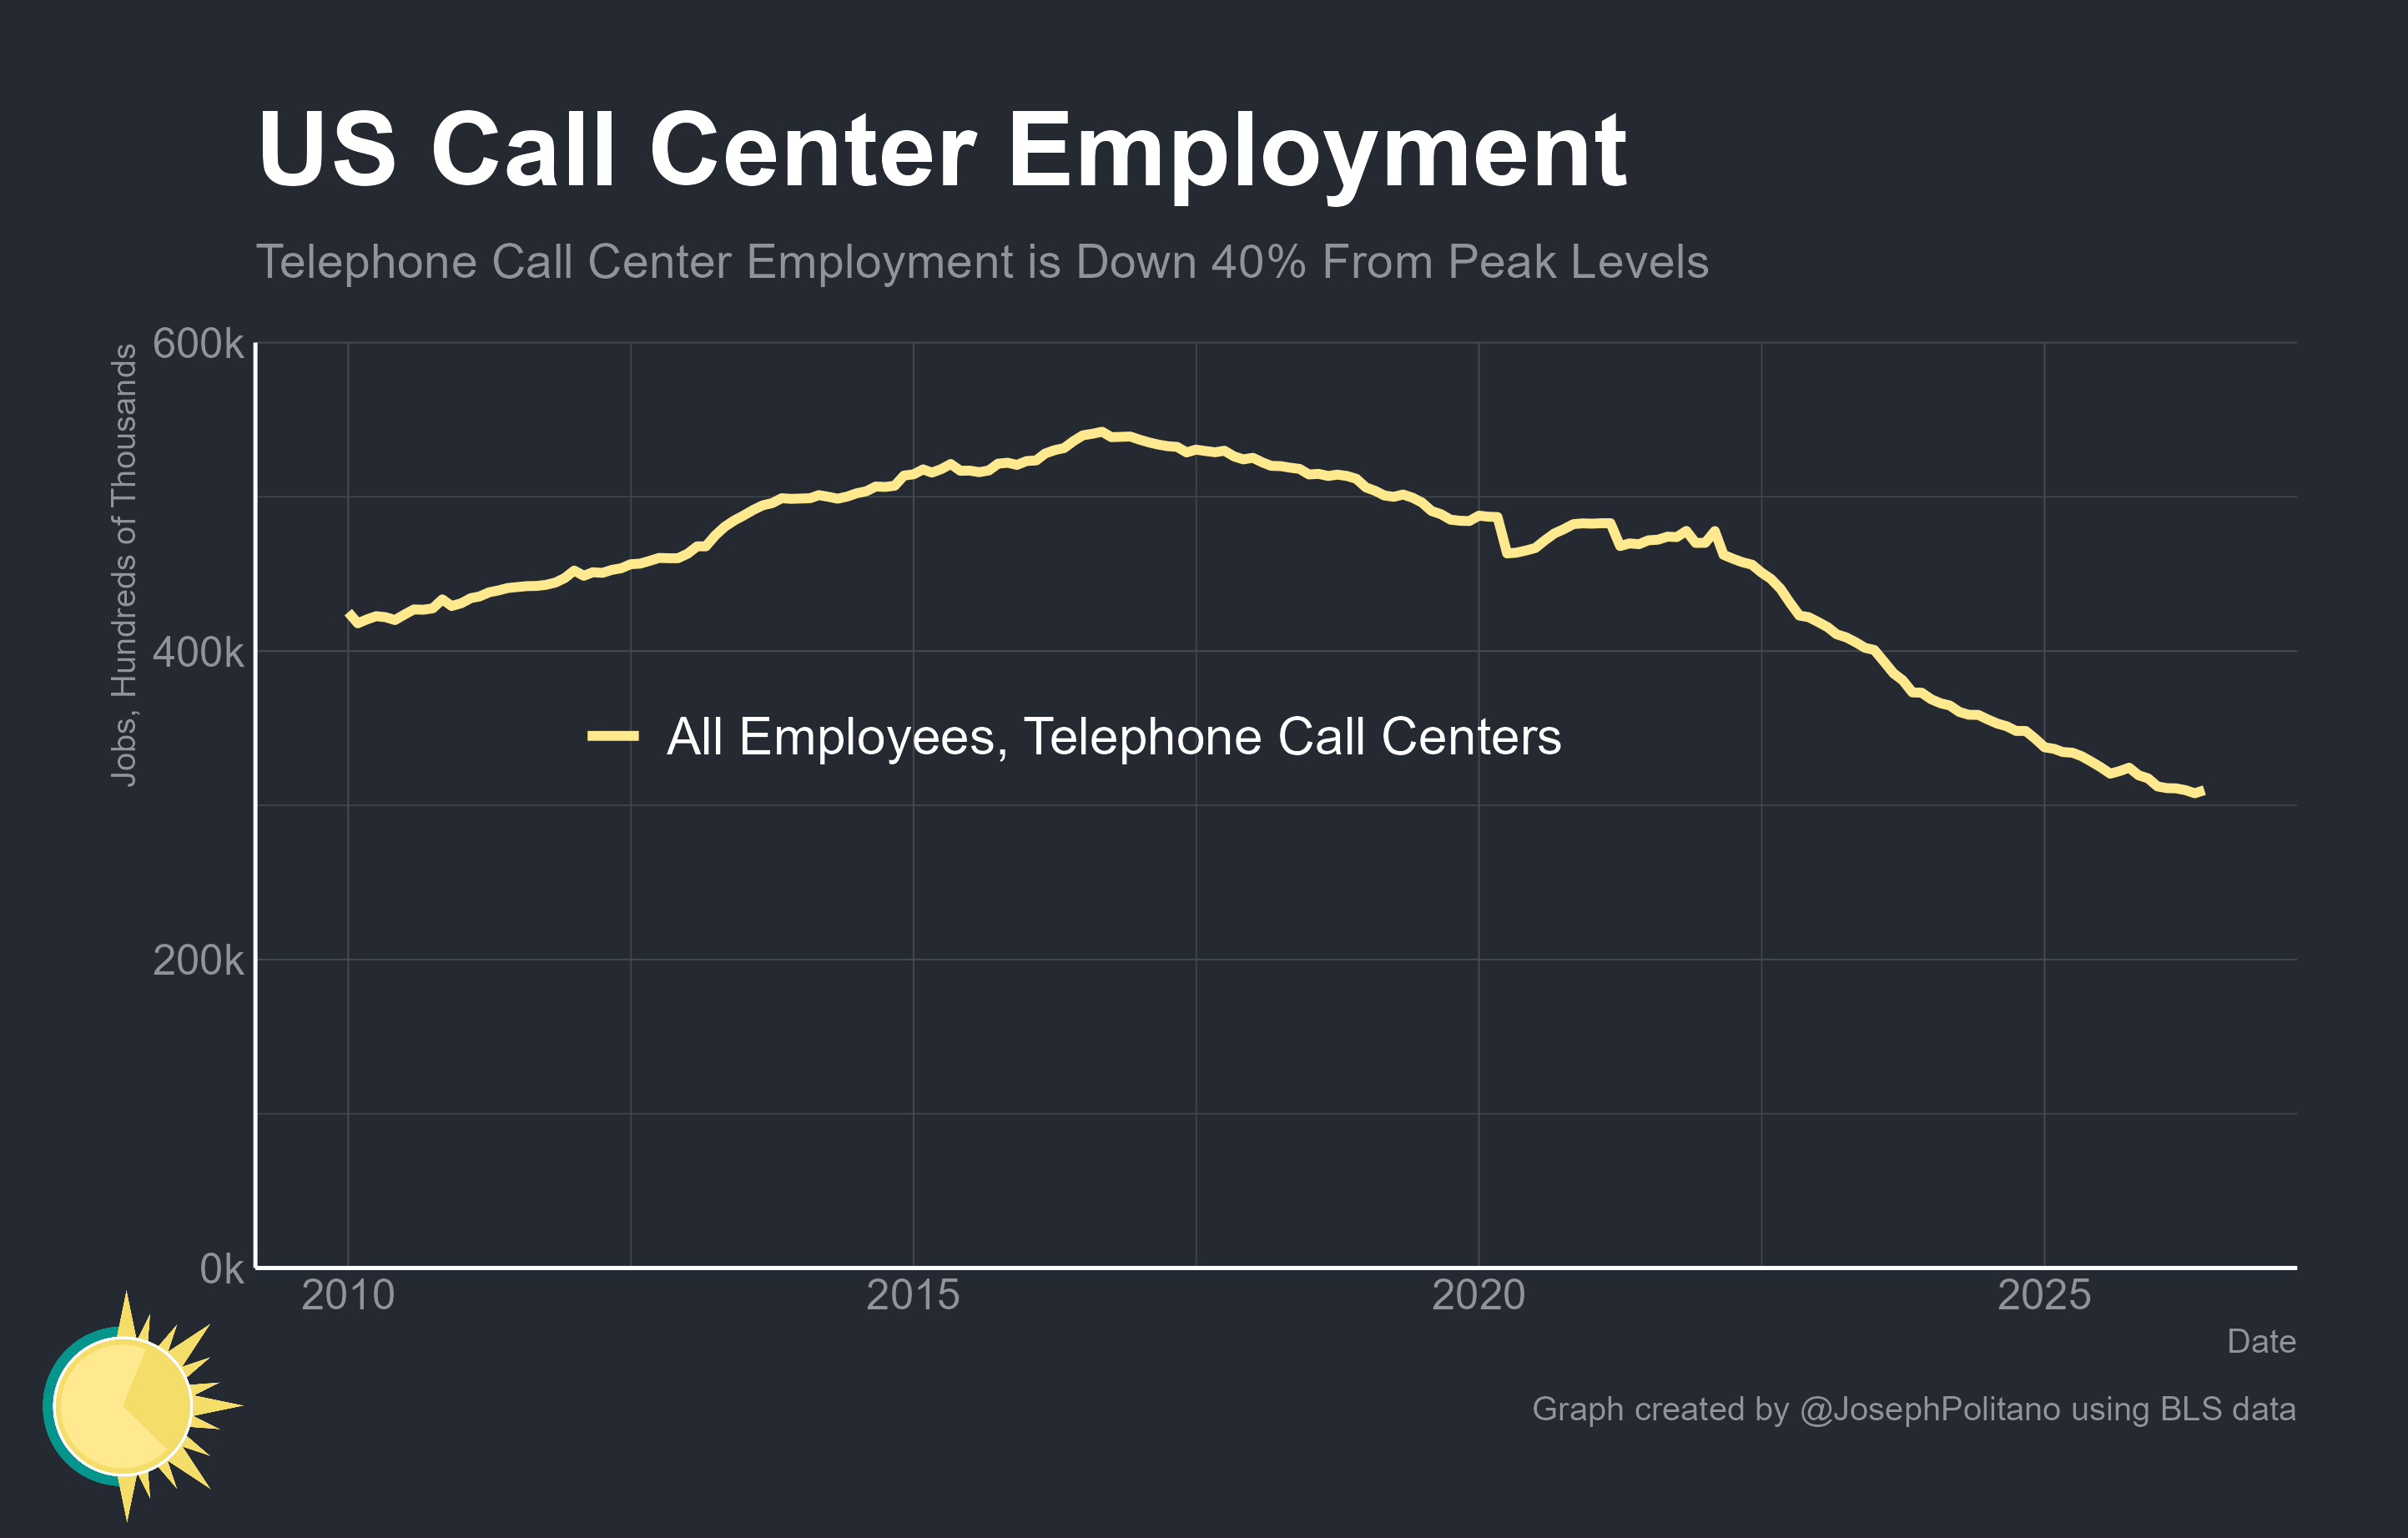 US Call Center Employment
Telephone Call Center Employment is Down 40% From Peak Levels
Jobs, Hundreds of Thousands
600k
400k
200k
0k
All Employees, Telephone Call Centers
2010
2015
2020
2025
Date
Graph created by @JosephPolitano using BLS data